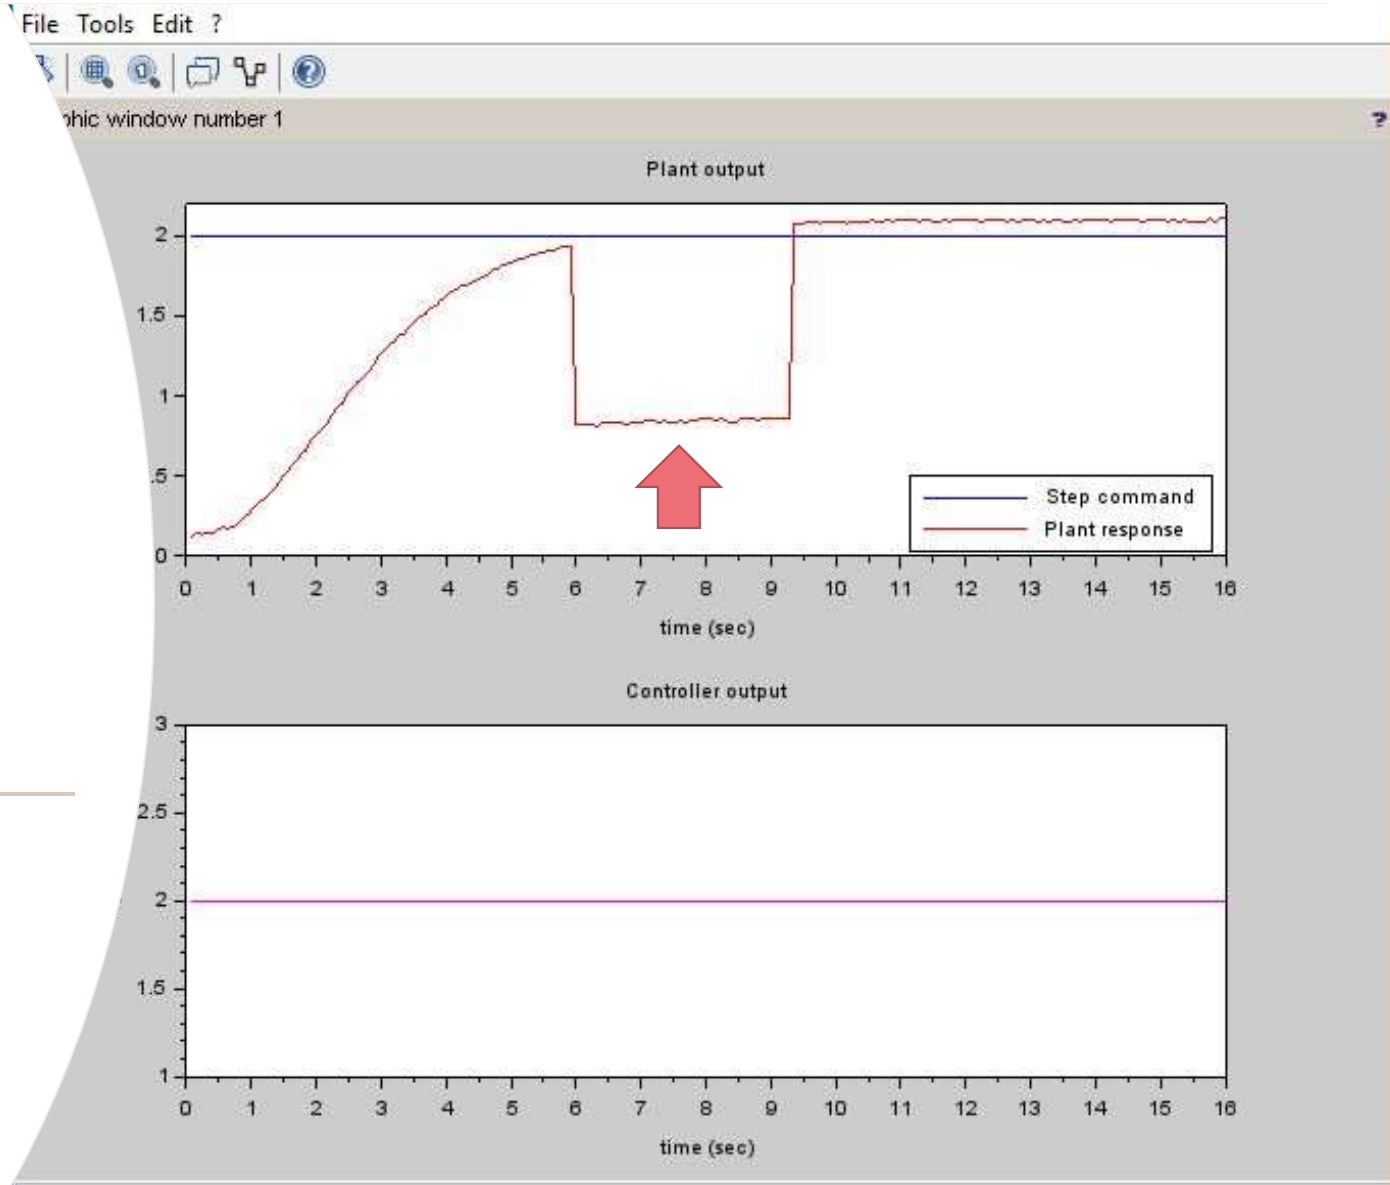 File Tools Edit ?
phic window number 1 ?
Plant output
2
1.5
1
.5
0
Step command
Plant response
0 1 2 3 4 5 6 7 8 9 10 11 12 13 14 15 16
time (sec)
Controller output
3
2.5
2
1.5
1
0 1 2 3 4 5 6 7 8 9 10 11 12 13 14 15 16
time (sec)